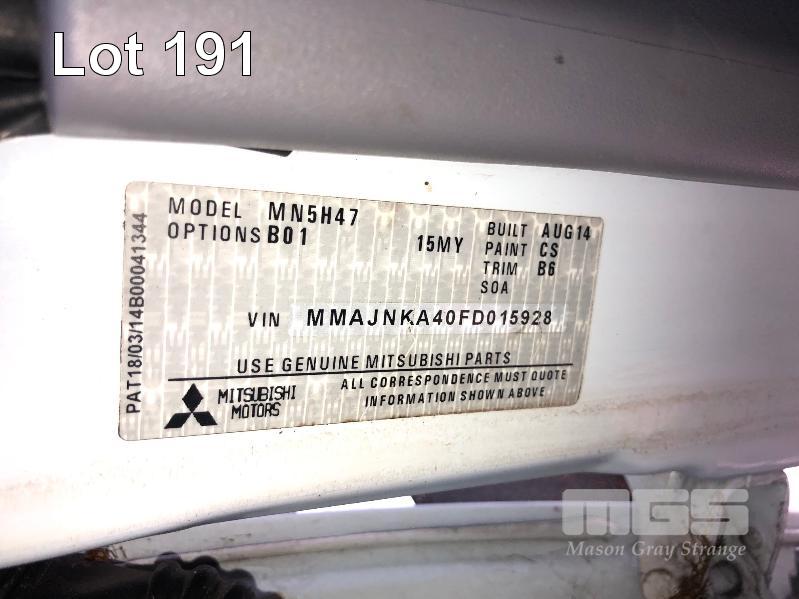 Lot 191
MODEL MN5H47
OPTIONS B01
15MY
BUILT AUG14
PAINT CS
TRIM B6
SOA
VIN MMAJNKA40FD015928
USE GENUINE MITSUBISHI PARTS
MITSUBISHI
MOTORS
ALL CORRESPONDENCE MUST QUOTE
INFORMATION SHOWN ABOVE
PAT18/03/14B00041344
MGS
Mason Gray Strange